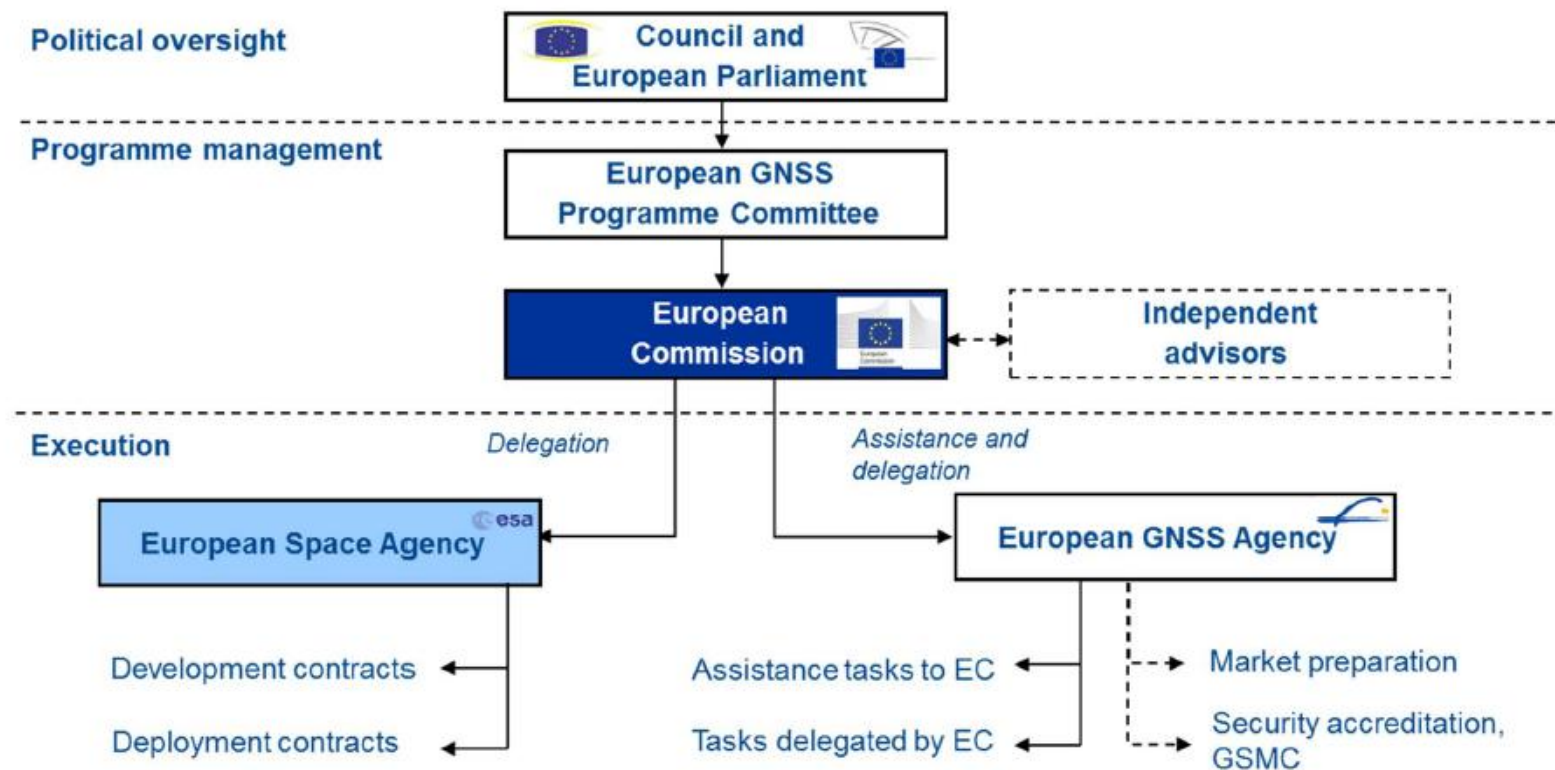 Political oversight
Council and
European Parliament
Programme management
European GNSS
Programme Committee
European
Commission
European
Commission
Independent
advisors
Execution
Delegation
Assistance and
delegation
esa
European Space Agency
European GNSS Agency
Development contracts
Assistance tasks to EC
Market preparation
Deployment contracts
Tasks delegated by EC
Security accreditation,
GSMC